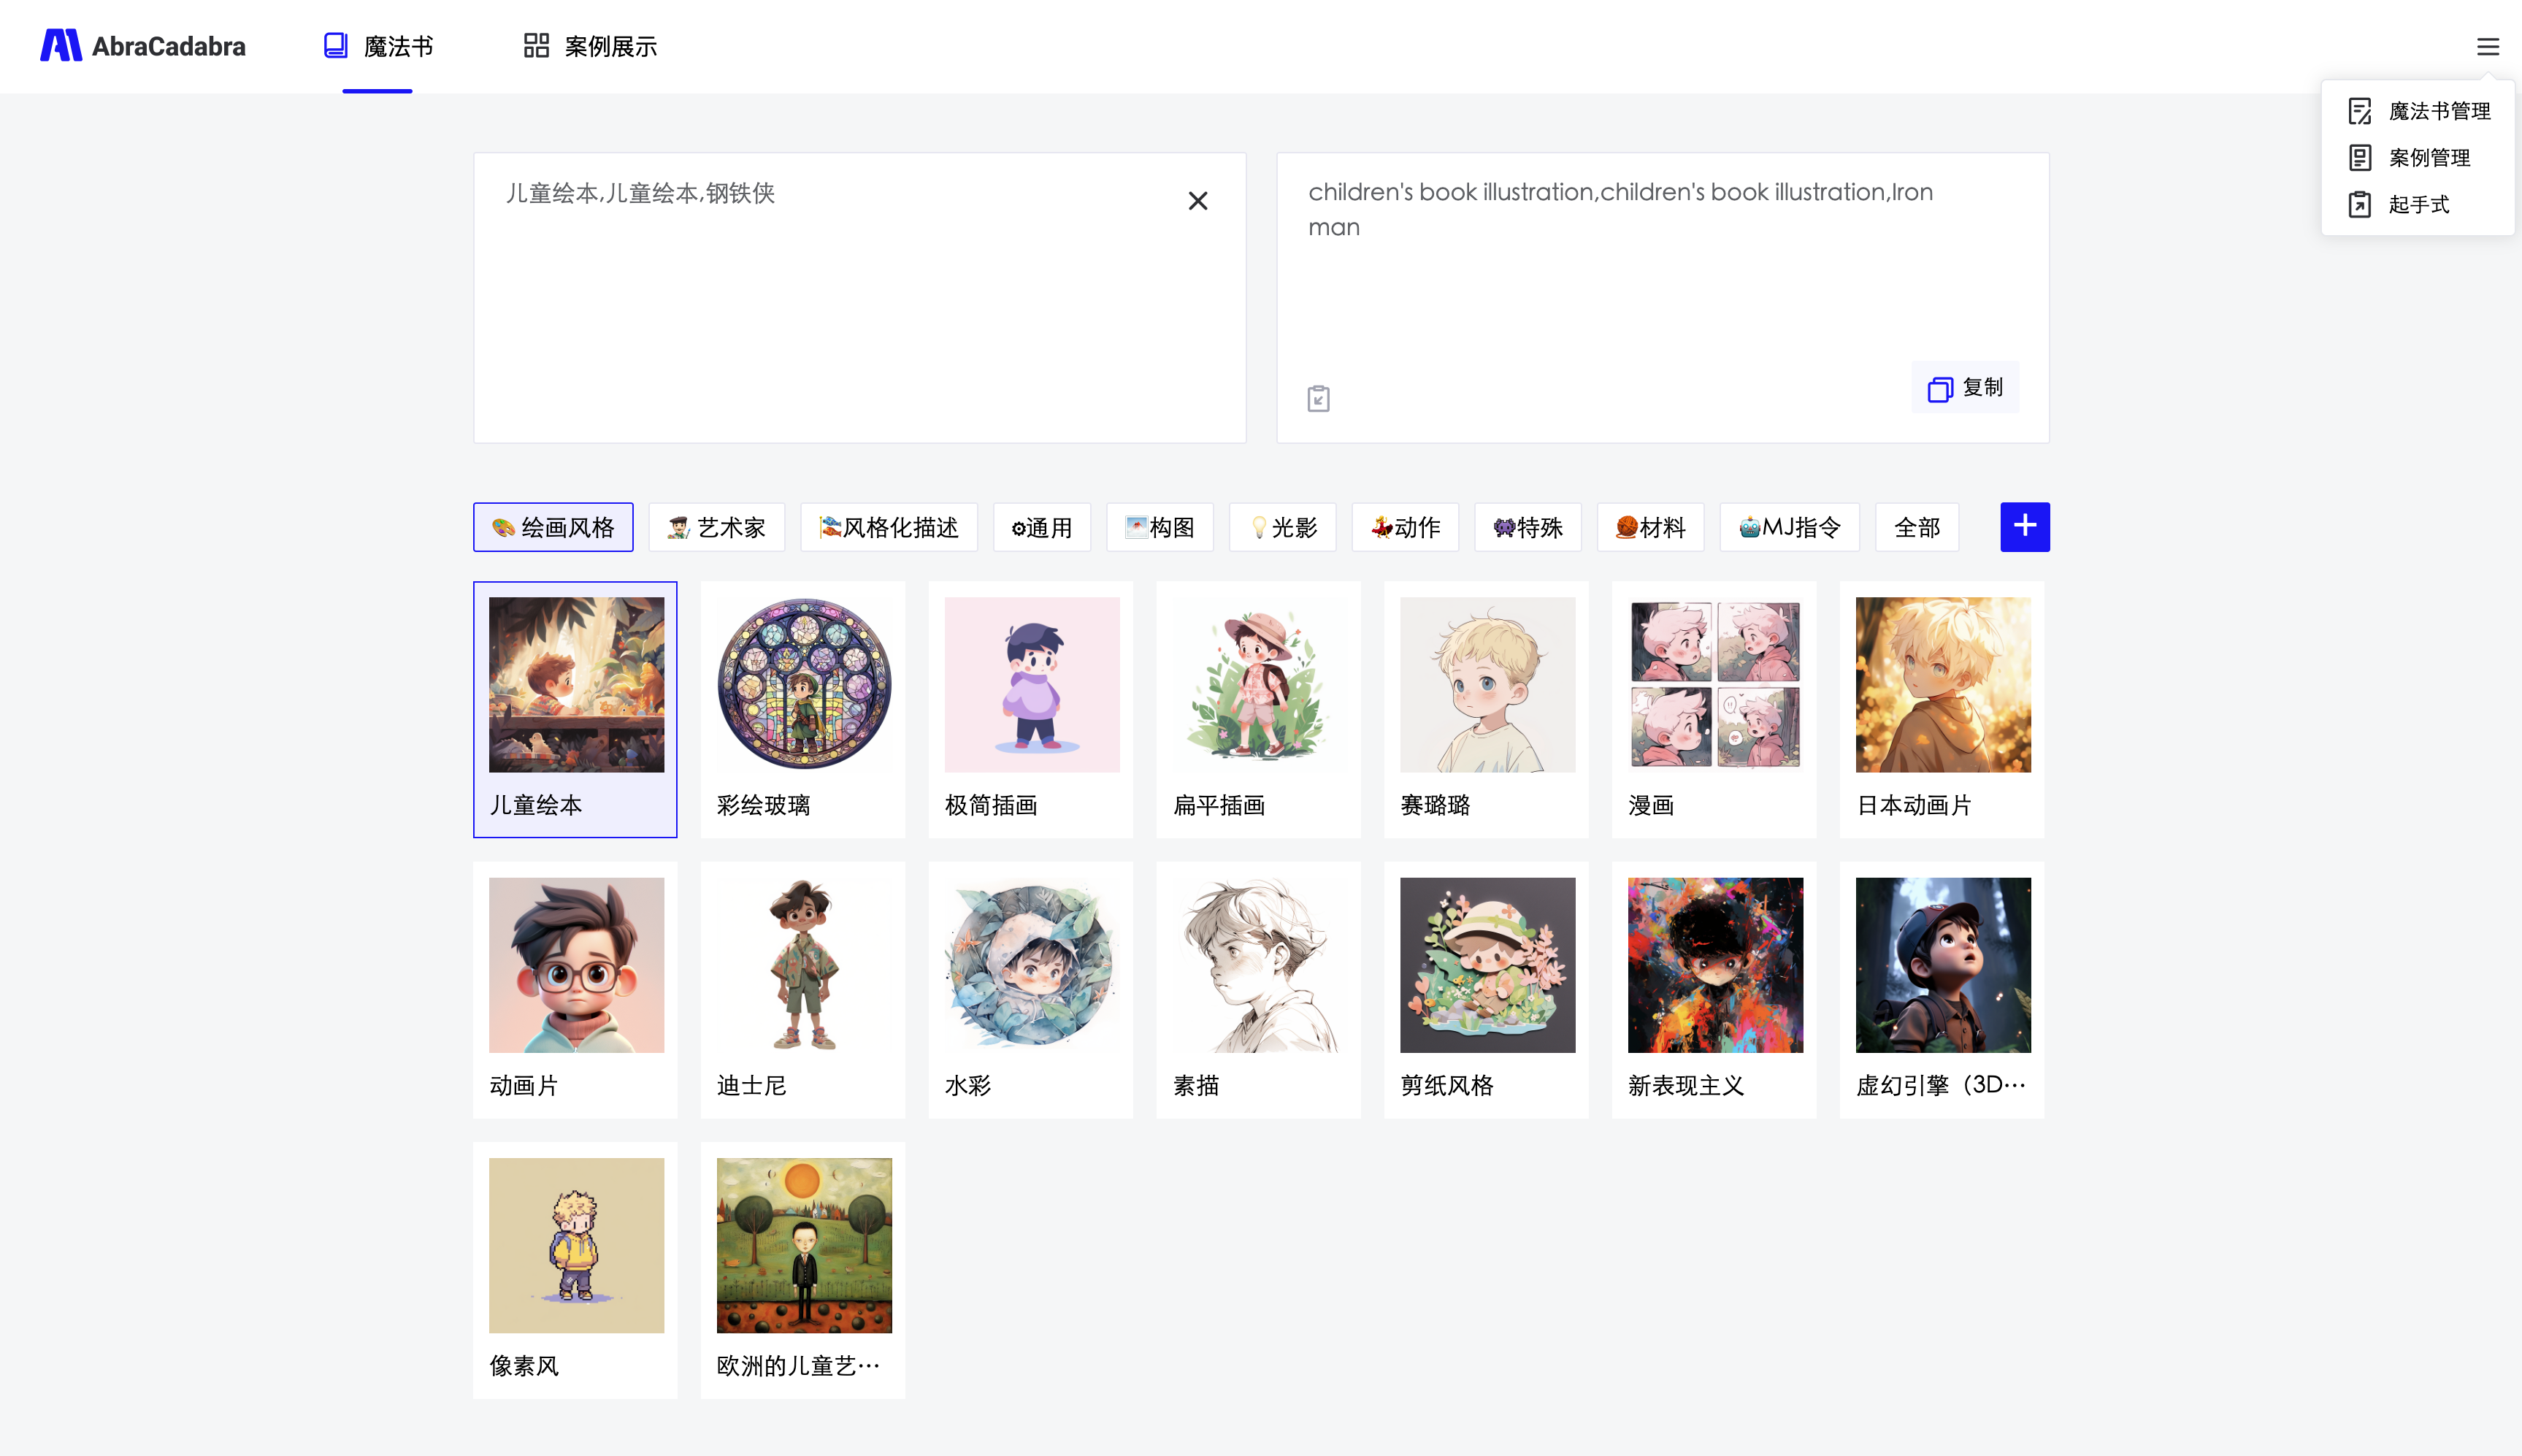 AbraCadabra
魔法书
案例展示
魔法书管理
案例管理
起手式
儿童绘本,儿童绘本,钢铁侠
children's book illustration,children's book illustration,Iron
man
复制
绘画风格
艺术家
风格化描述
通用
构图
光影
动作
特殊
材料
MJ指令
全部
儿童绘本
彩绘玻璃
极简插画
扁平插画
赛璐璐
漫画
日本动画片
动画片
迪士尼
水彩
素描
剪纸风格
新表现主义
虚幻引擎（3D…
像素风
欧洲的儿童艺…